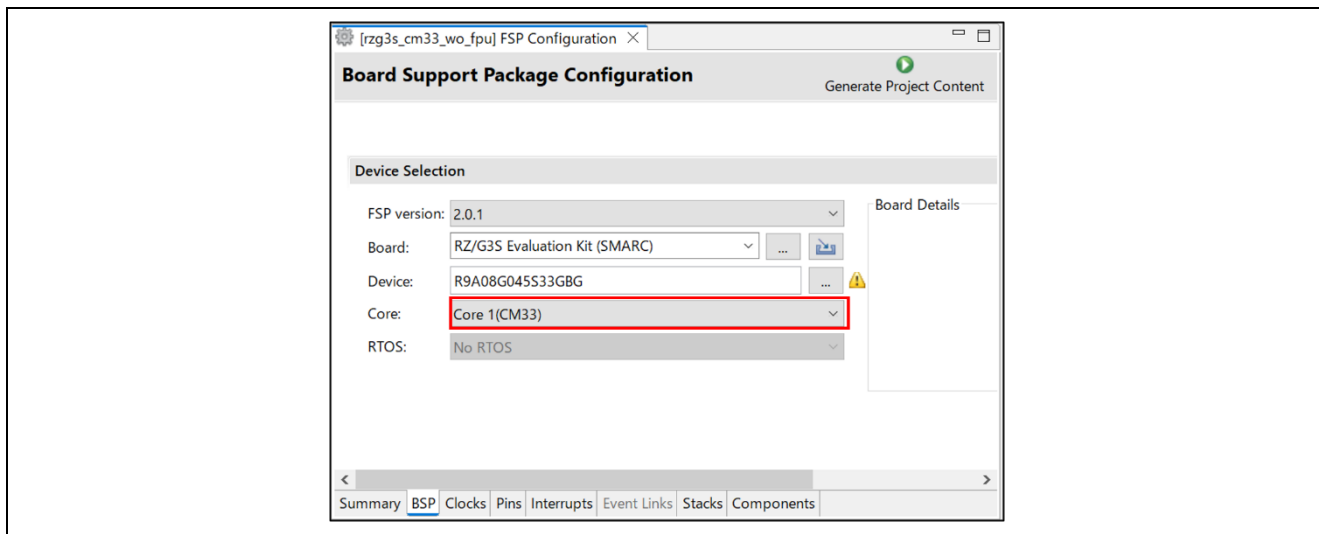 [rzg3s_cm33_wo_fpu] FSP Configuration
Board Support Package Configuration
Generate Project Content
Device Selection
FSP version: 2.0.1
Board Details
Board: RZ/G3S Evaluation Kit (SMARC) ...
Device: R9A08G045S33GBG ...
Core: Core 1(CM33)
RTOS: No RTOS
Summary BSP Clocks Pins Interrupts Event Links Stacks Components